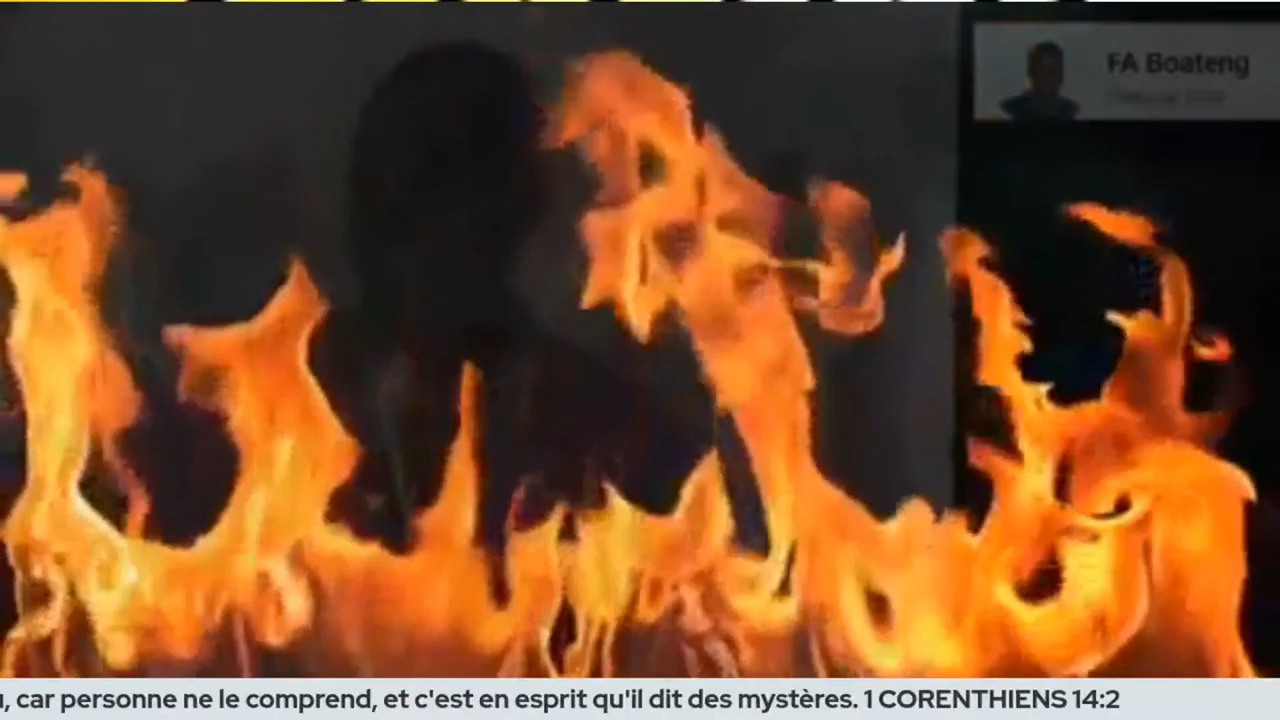 FA Boateng
, car personne ne le comprend, et c'est en esprit qu'il dit des mystères. 1 CORENTHIENS 14:2